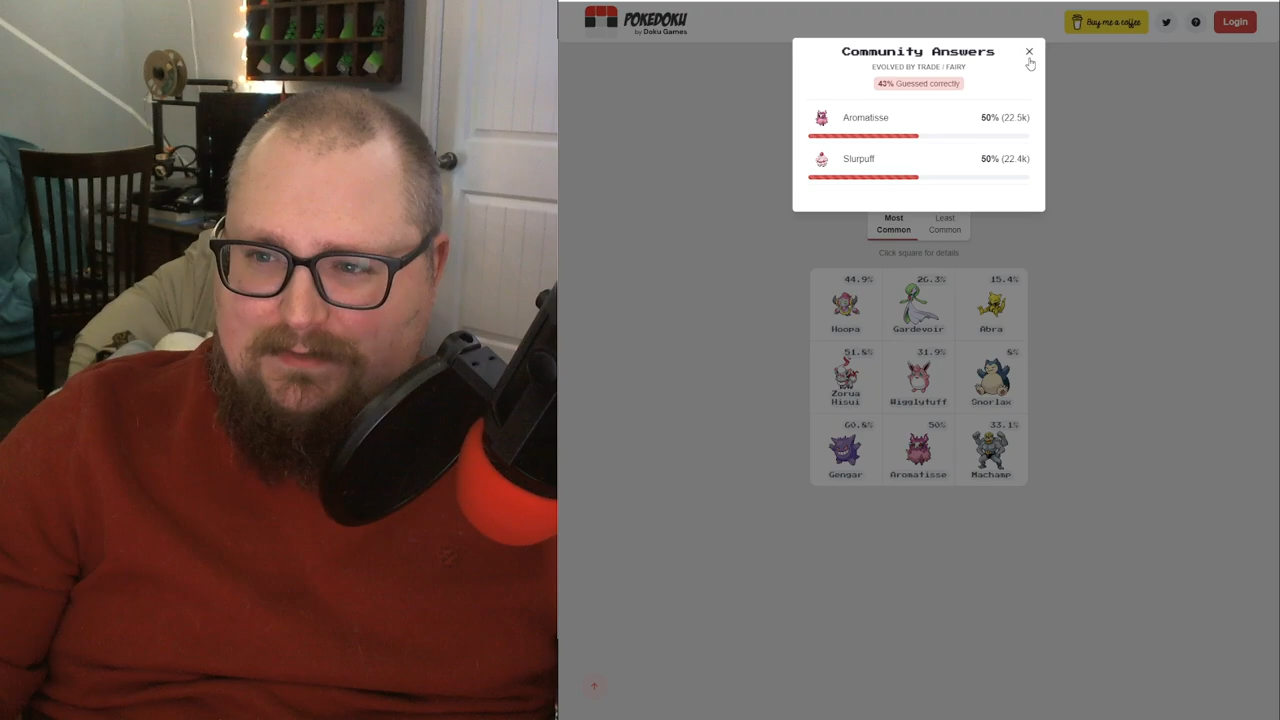 POKEDOKU
by Doku Games
Buy me a coffee
Login
Community Answers
EVOLVED BY TRADE / FAIRY
43% Guessed correctly
Aromatisse 50% (22.5k)
Slurpuff 50% (22.4k)
Most Common
Least Common
Click square for details
44.9% 26.3% 15.4%
Hoopa Gardevoir Abra
51.8% 31.9% 8%
Zorua Hisui Wigglytuff Snorlax
60.8% 50% 33.1%
Gengar Aromatisse Machamp